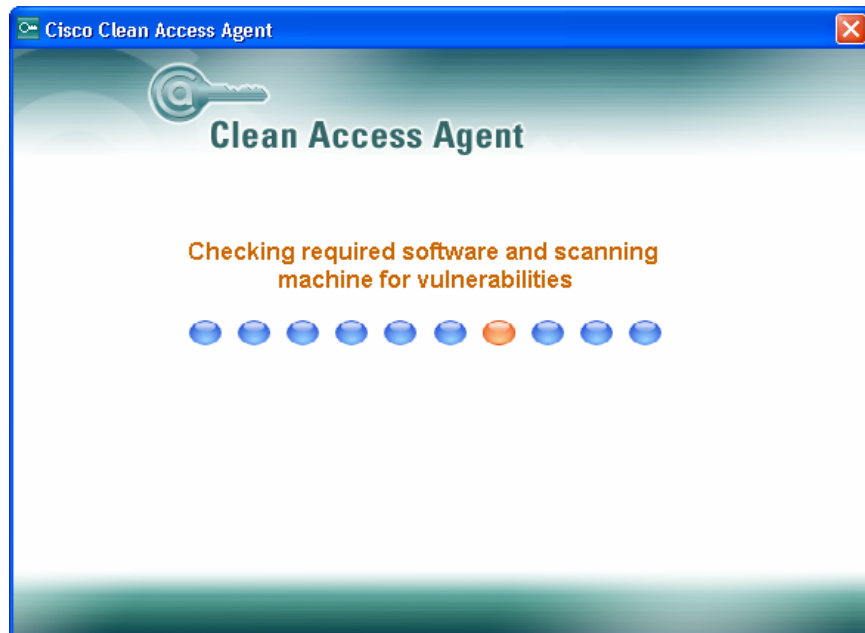 Cisco Clean Access Agent
Clean Access Agent
Checking required software and scanning
machine for vulnerabilities